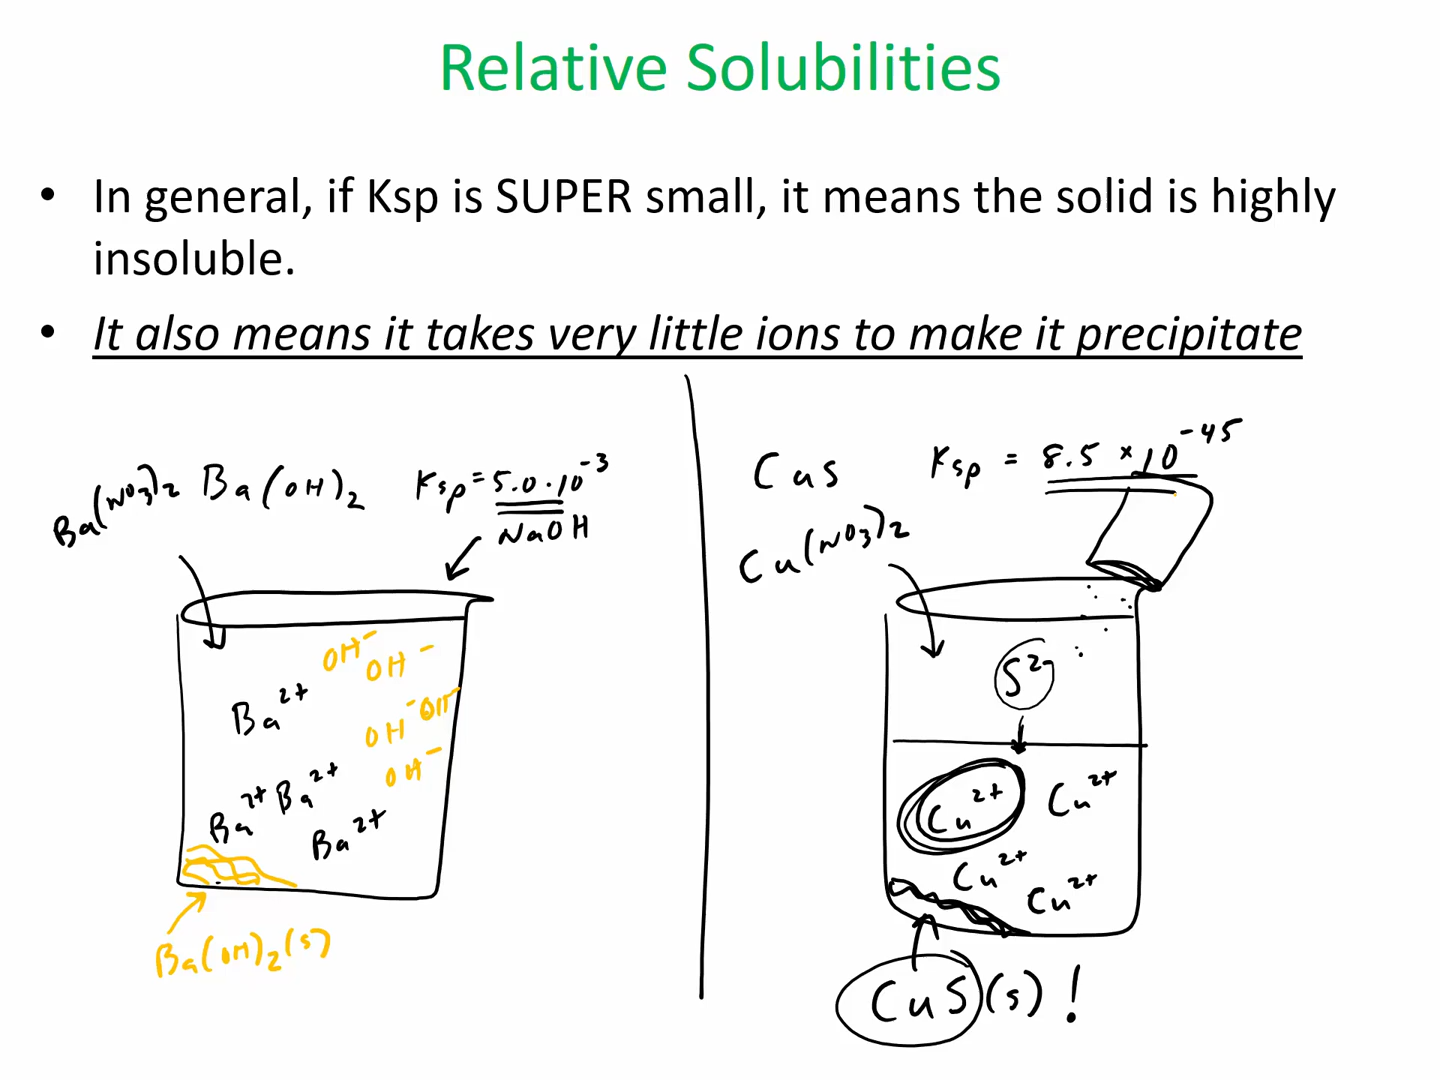 Relative Solubilities
• In general, if Ksp is SUPER small, it means the solid is highly
insoluble.
• It also means it takes very little ions to make it precipitate
Ba(NO3)2 Ba(OH)2 Ksp = 5.0 · 10⁻³
NaOH
OH⁻
OH⁻
Ba²⁺
OH⁻ OH⁻
OH⁻
Ba²⁺ Ba²⁺
Ba²⁺
Ba(OH)2(s)
CuS Ksp = 8.5 × 10⁻⁴⁵
Cu(NO3)2
S²⁻
Cu²⁺ Cu²⁺
Cu²⁺
Cu²⁺
CuS(s)!